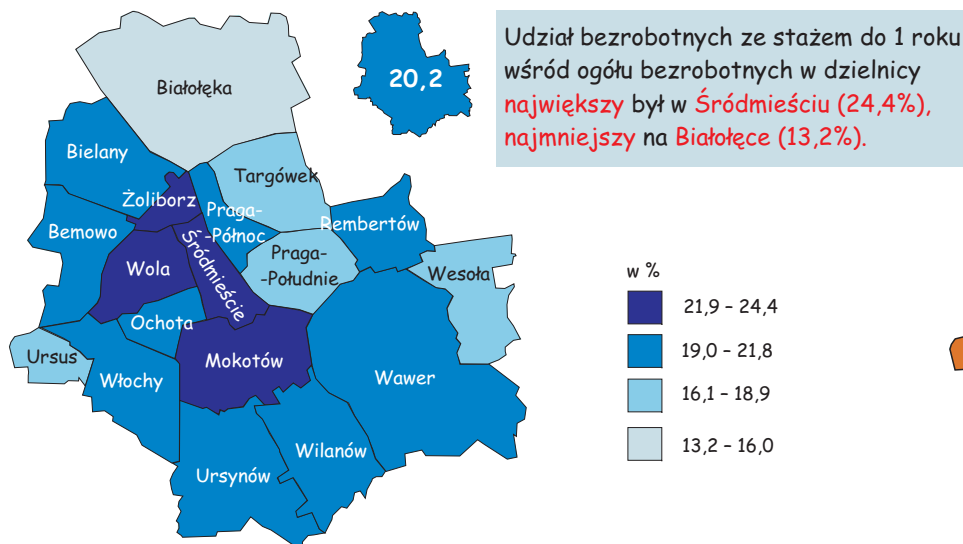 Udział bezrobotnych ze stażem do 1 roku
wśród ogółu bezrobotnych w dzielnicy
największy był w Śródmieściu (24,4%),
najmniejszy na Białołęce (13,2%).
20,2
Białołęka
Bielany
Targówek
Żoliborz
Praga-
-Północ
Rembertów
Bemowo
Śródmieście
Praga-
-Południe
Wesoła
Wola
Ochota
Ursus
Mokotów
Włochy
Wawer
Wilanów
Ursynów
w %
21,9 – 24,4
19,0 – 21,8
16,1 – 18,9
13,2 – 16,0